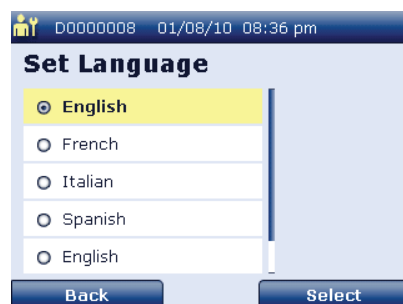 D0000008 01/08/10 08:36 pm
Set Language
English
French
Italian
Spanish
English
Back Select